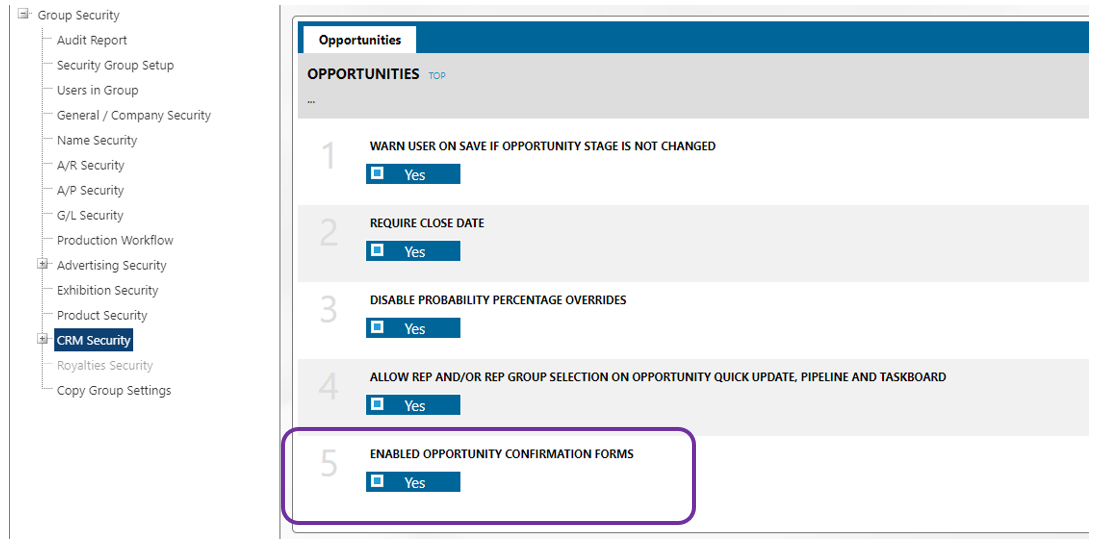 Group Security
Audit Report
Security Group Setup
Users in Group
General / Company Security
Name Security
A/R Security
A/P Security
G/L Security
Production Workflow
Advertising Security
Exhibition Security
Product Security
CRM Security
Royalties Security
Copy Group Settings
Opportunities
OPPORTUNITIES TOP
...
1 WARN USER ON SAVE IF OPPORTUNITY STAGE IS NOT CHANGED
Yes
2 REQUIRE CLOSE DATE
Yes
3 DISABLE PROBABILITY PERCENTAGE OVERRIDES
Yes
4 ALLOW REP AND/OR REP GROUP SELECTION ON OPPORTUNITY QUICK UPDATE, PIPELINE AND TASKBOARD
Yes
5 ENABLED OPPORTUNITY CONFIRMATION FORMS
Yes